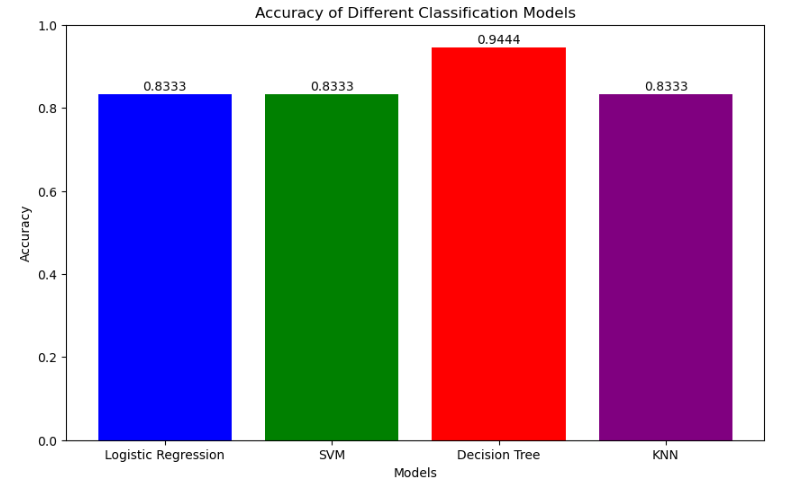 Accuracy of Different Classification Models
1.0
0.8
0.6
0.4
0.2
0.0
Accuracy
0.8333
0.8333
0.9444
0.8333
Logistic Regression
SVM
Decision Tree
KNN
Models